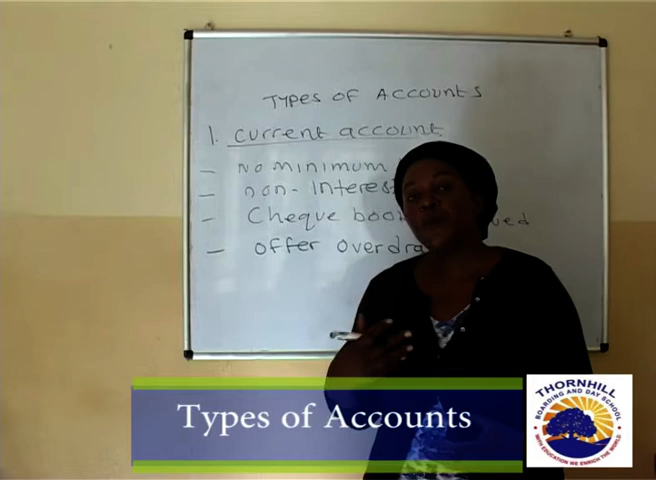 TYPES OF ACCOUNTS
1. Current account
- No minimum
- non-Interes
- Cheque boo ued
- offer overdra
Types of Accounts
THORNHILL
BOARDING AND DAY SCHOOL
WITH EDUCATION WE ENRICH THE WORLD